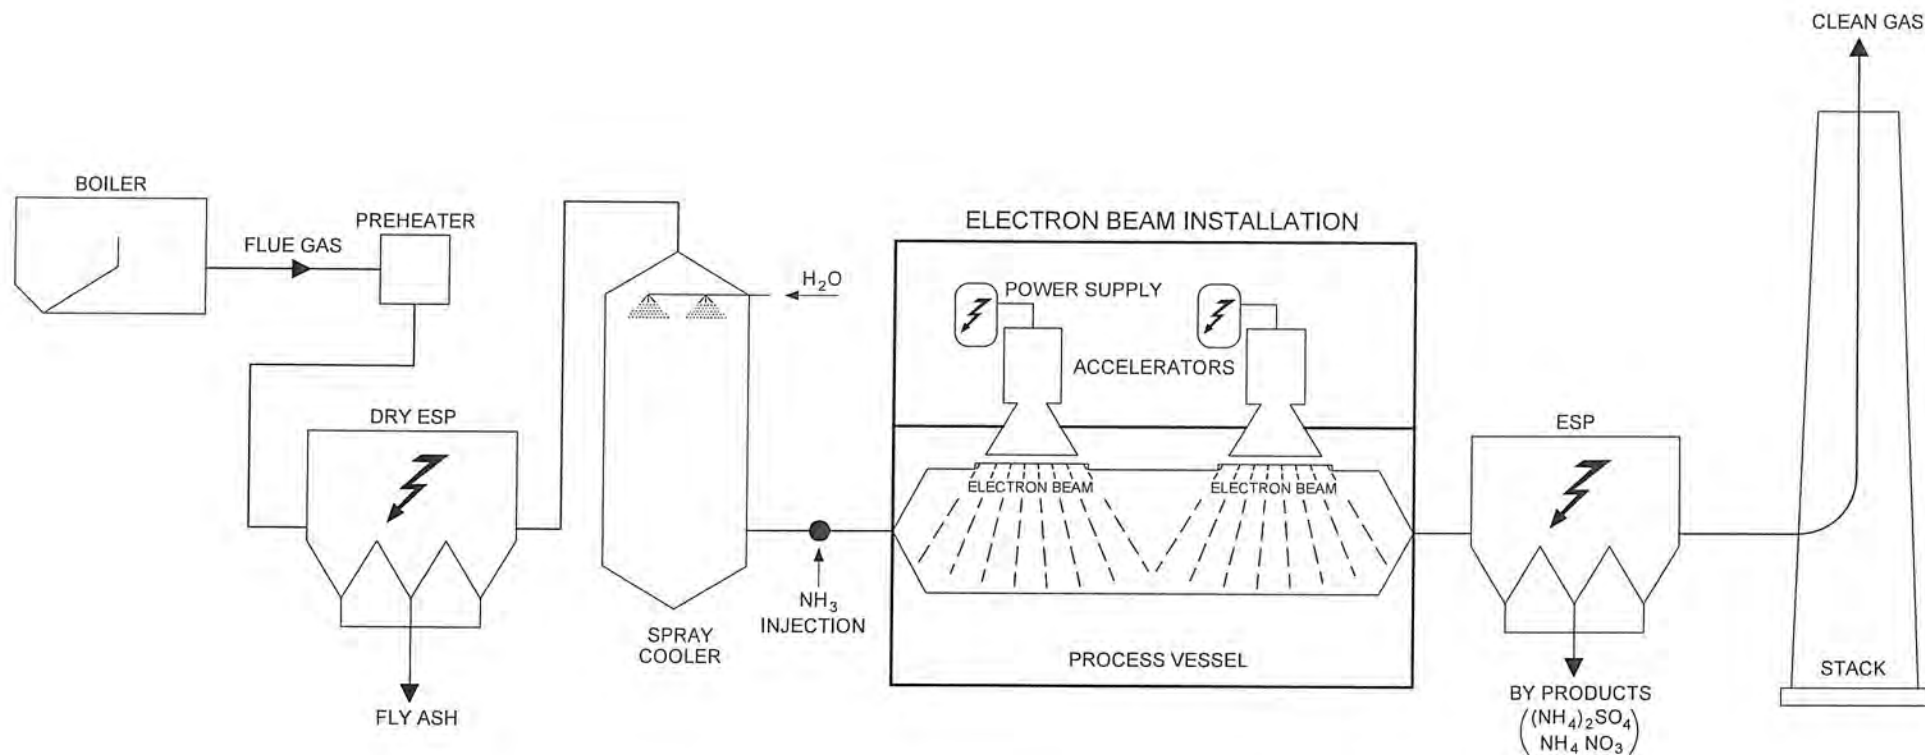 CLEAN GAS
BOILER
PREHEATER
FLUE GAS
ELECTRON BEAM INSTALLATION
H₂O
POWER SUPPLY
ACCELERATORS
DRY ESP
ESP
ELECTRON BEAM
ELECTRON BEAM
NH₃
INJECTION
SPRAY
COOLER
PROCESS VESSEL
STACK
FLY ASH
BY PRODUCTS
((NH₄)₂SO₄
NH₄ NO₃)